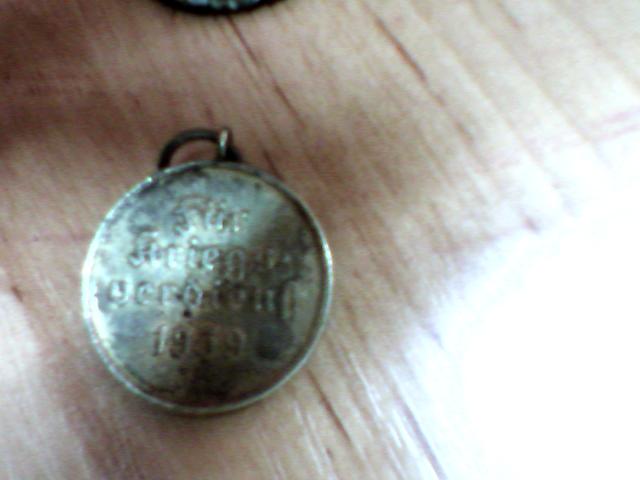 Für
Kriegs-
verdienst
1939